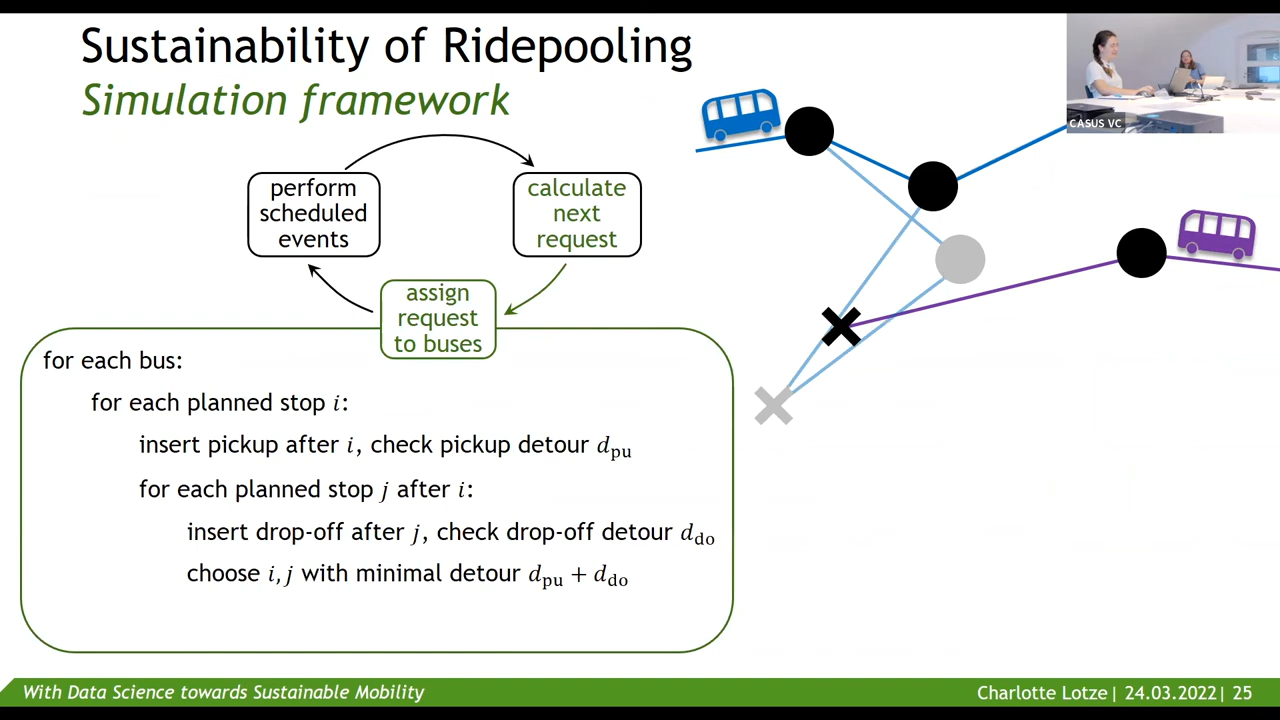 Sustainability of Ridepooling
Simulation framework
CASUS VC
perform
scheduled
events
calculate
next
request
assign
request
to buses
for each bus:
for each planned stop i:
insert pickup after i, check pickup detour d_pu
for each planned stop j after i:
insert drop-off after j, check drop-off detour d_do
choose i, j with minimal detour d_pu + d_do
With Data Science towards Sustainable Mobility
Charlotte Lotze| 24.03.2022| 25